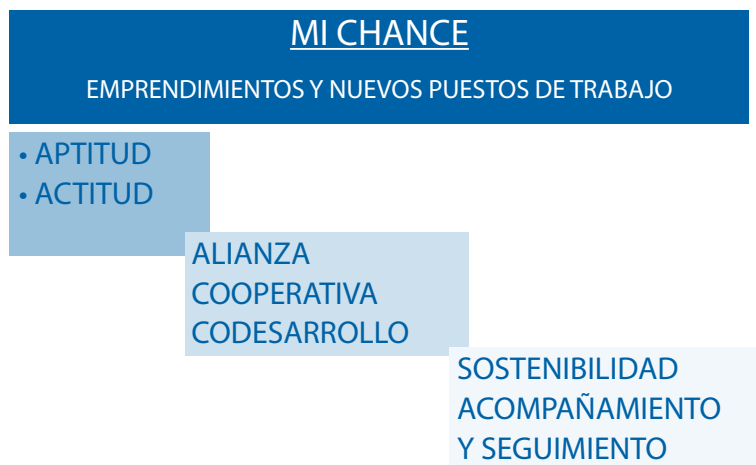 MI CHANCE
EMPRENDIMIENTOS Y NUEVOS PUESTOS DE TRABAJO
• APTITUD
• ACTITUD
ALIANZA
COOPERATIVA
CODESARROLLO
SOSTENIBILIDAD
ACOMPAÑAMIENTO
Y SEGUIMIENTO